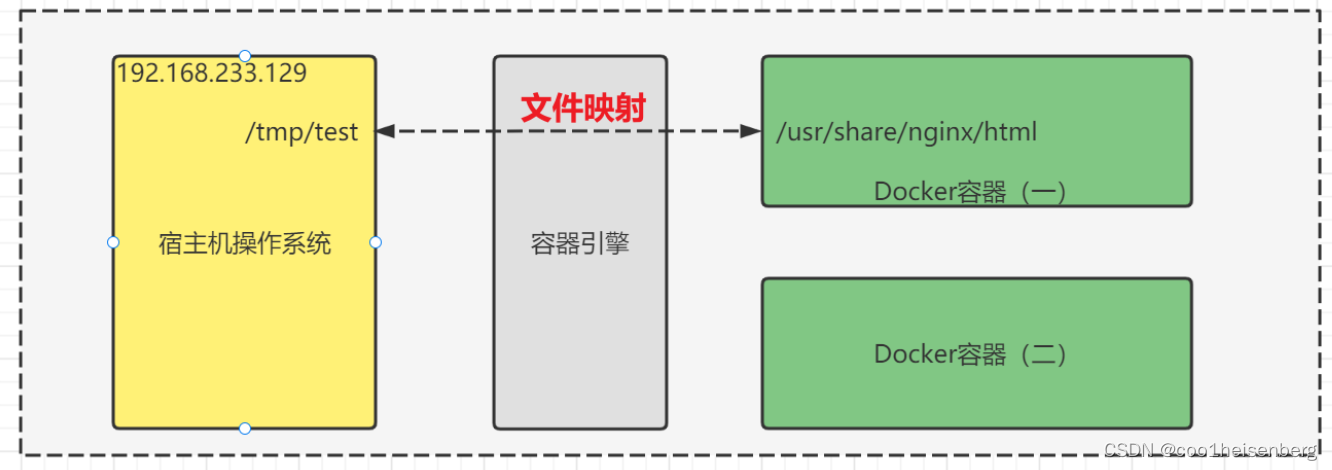 192.168.233.129
文件映射
/tmp/test
/usr/share/nginx/html
Docker容器（一）
宿主机操作系统
容器引擎
Docker容器（二）
CSDN @coo1heisenberg